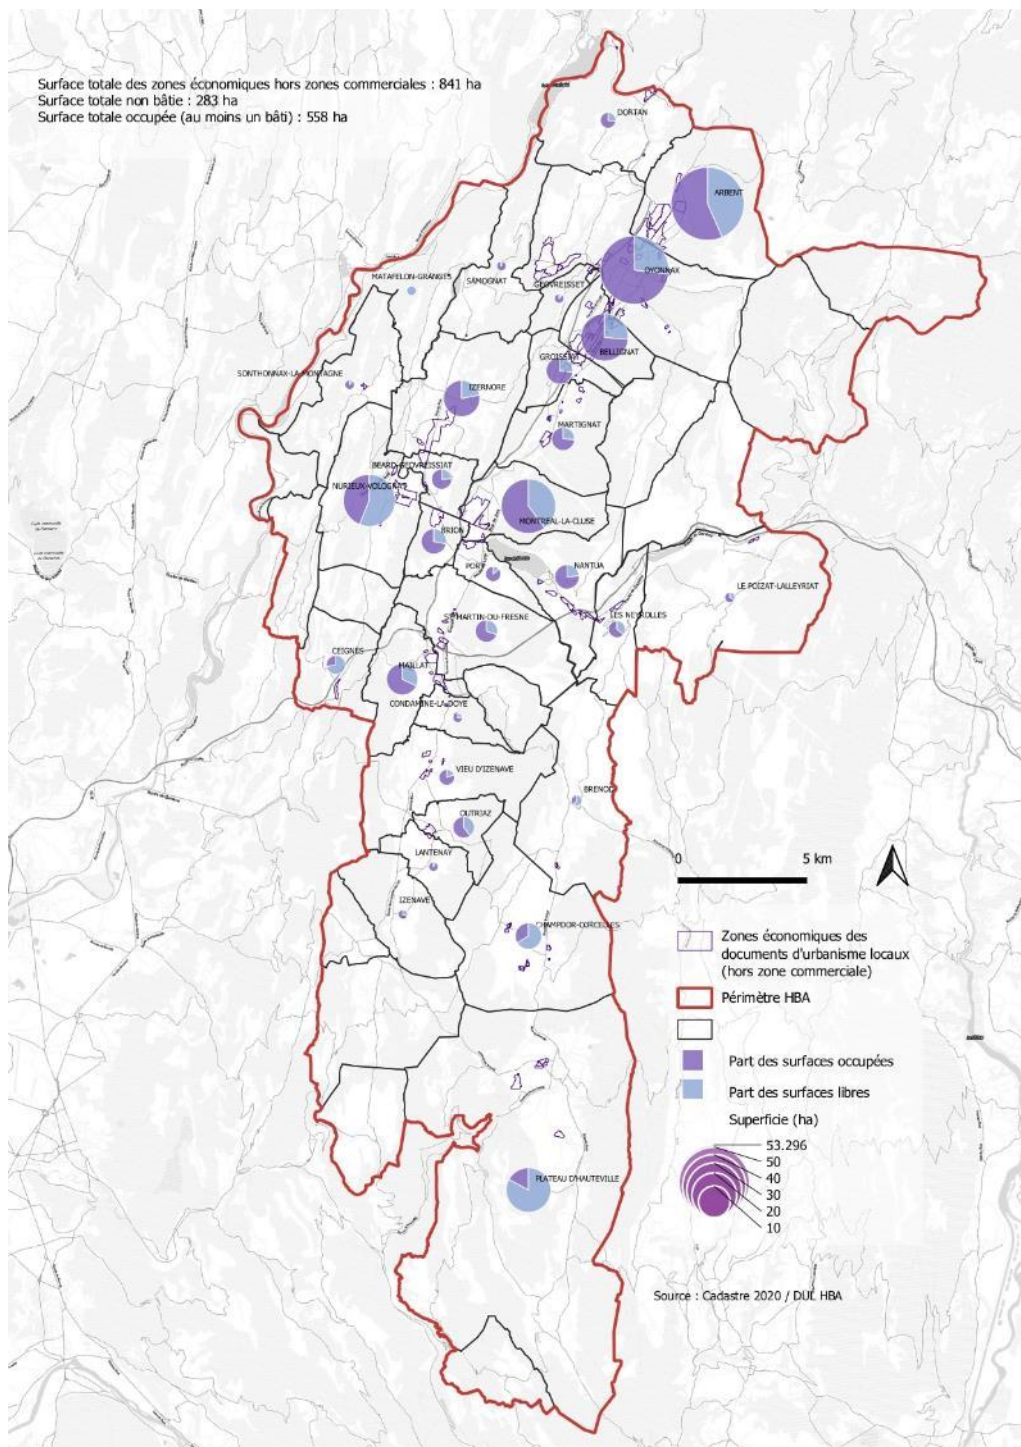 Surface totale des zones économiques hors zones commerciales : 841 ha
Surface totale non bâtie : 283 ha
Surface totale occupée (au moins un bâti) : 558 ha
DORTAN
ARBENT
OYONNAX
MATAFELON-GRANGES
SAMOGNAT
GEOVREISSET
BELLIGNAT
GROISSIAT
SONTHONNAX-LA-MONTAGNE
IZERNORE
MARTIGNAT
BEARD-GEOVREISSIAT
NURIEUX-VOLOGNAT
MONTREAL-LA-CLUSE
BRION
PORT
NANTUA
LE POIZAT-LALLEYRIAT
ST-MARTIN-DU-FRESNE
LES NEYROLLES
CEIGNES
MAILLAT
CONDAMINE-LA-DOYE
VIEU D'IZENAVE
BRENOD
OUTRIAZ
LANTENAY
IZENAVE
CHAMPDOR-CORCELLES
PLATEAU D'HAUTEVILLE
0 5 km
Zones économiques des
documents d'urbanisme locaux
(hors zone commerciale)
Périmètre HBA
Part des surfaces occupées
Part des surfaces libres
Superficie (ha)
53.296
50
40
30
20
10
Source : Cadastre 2020 / DUL HBA